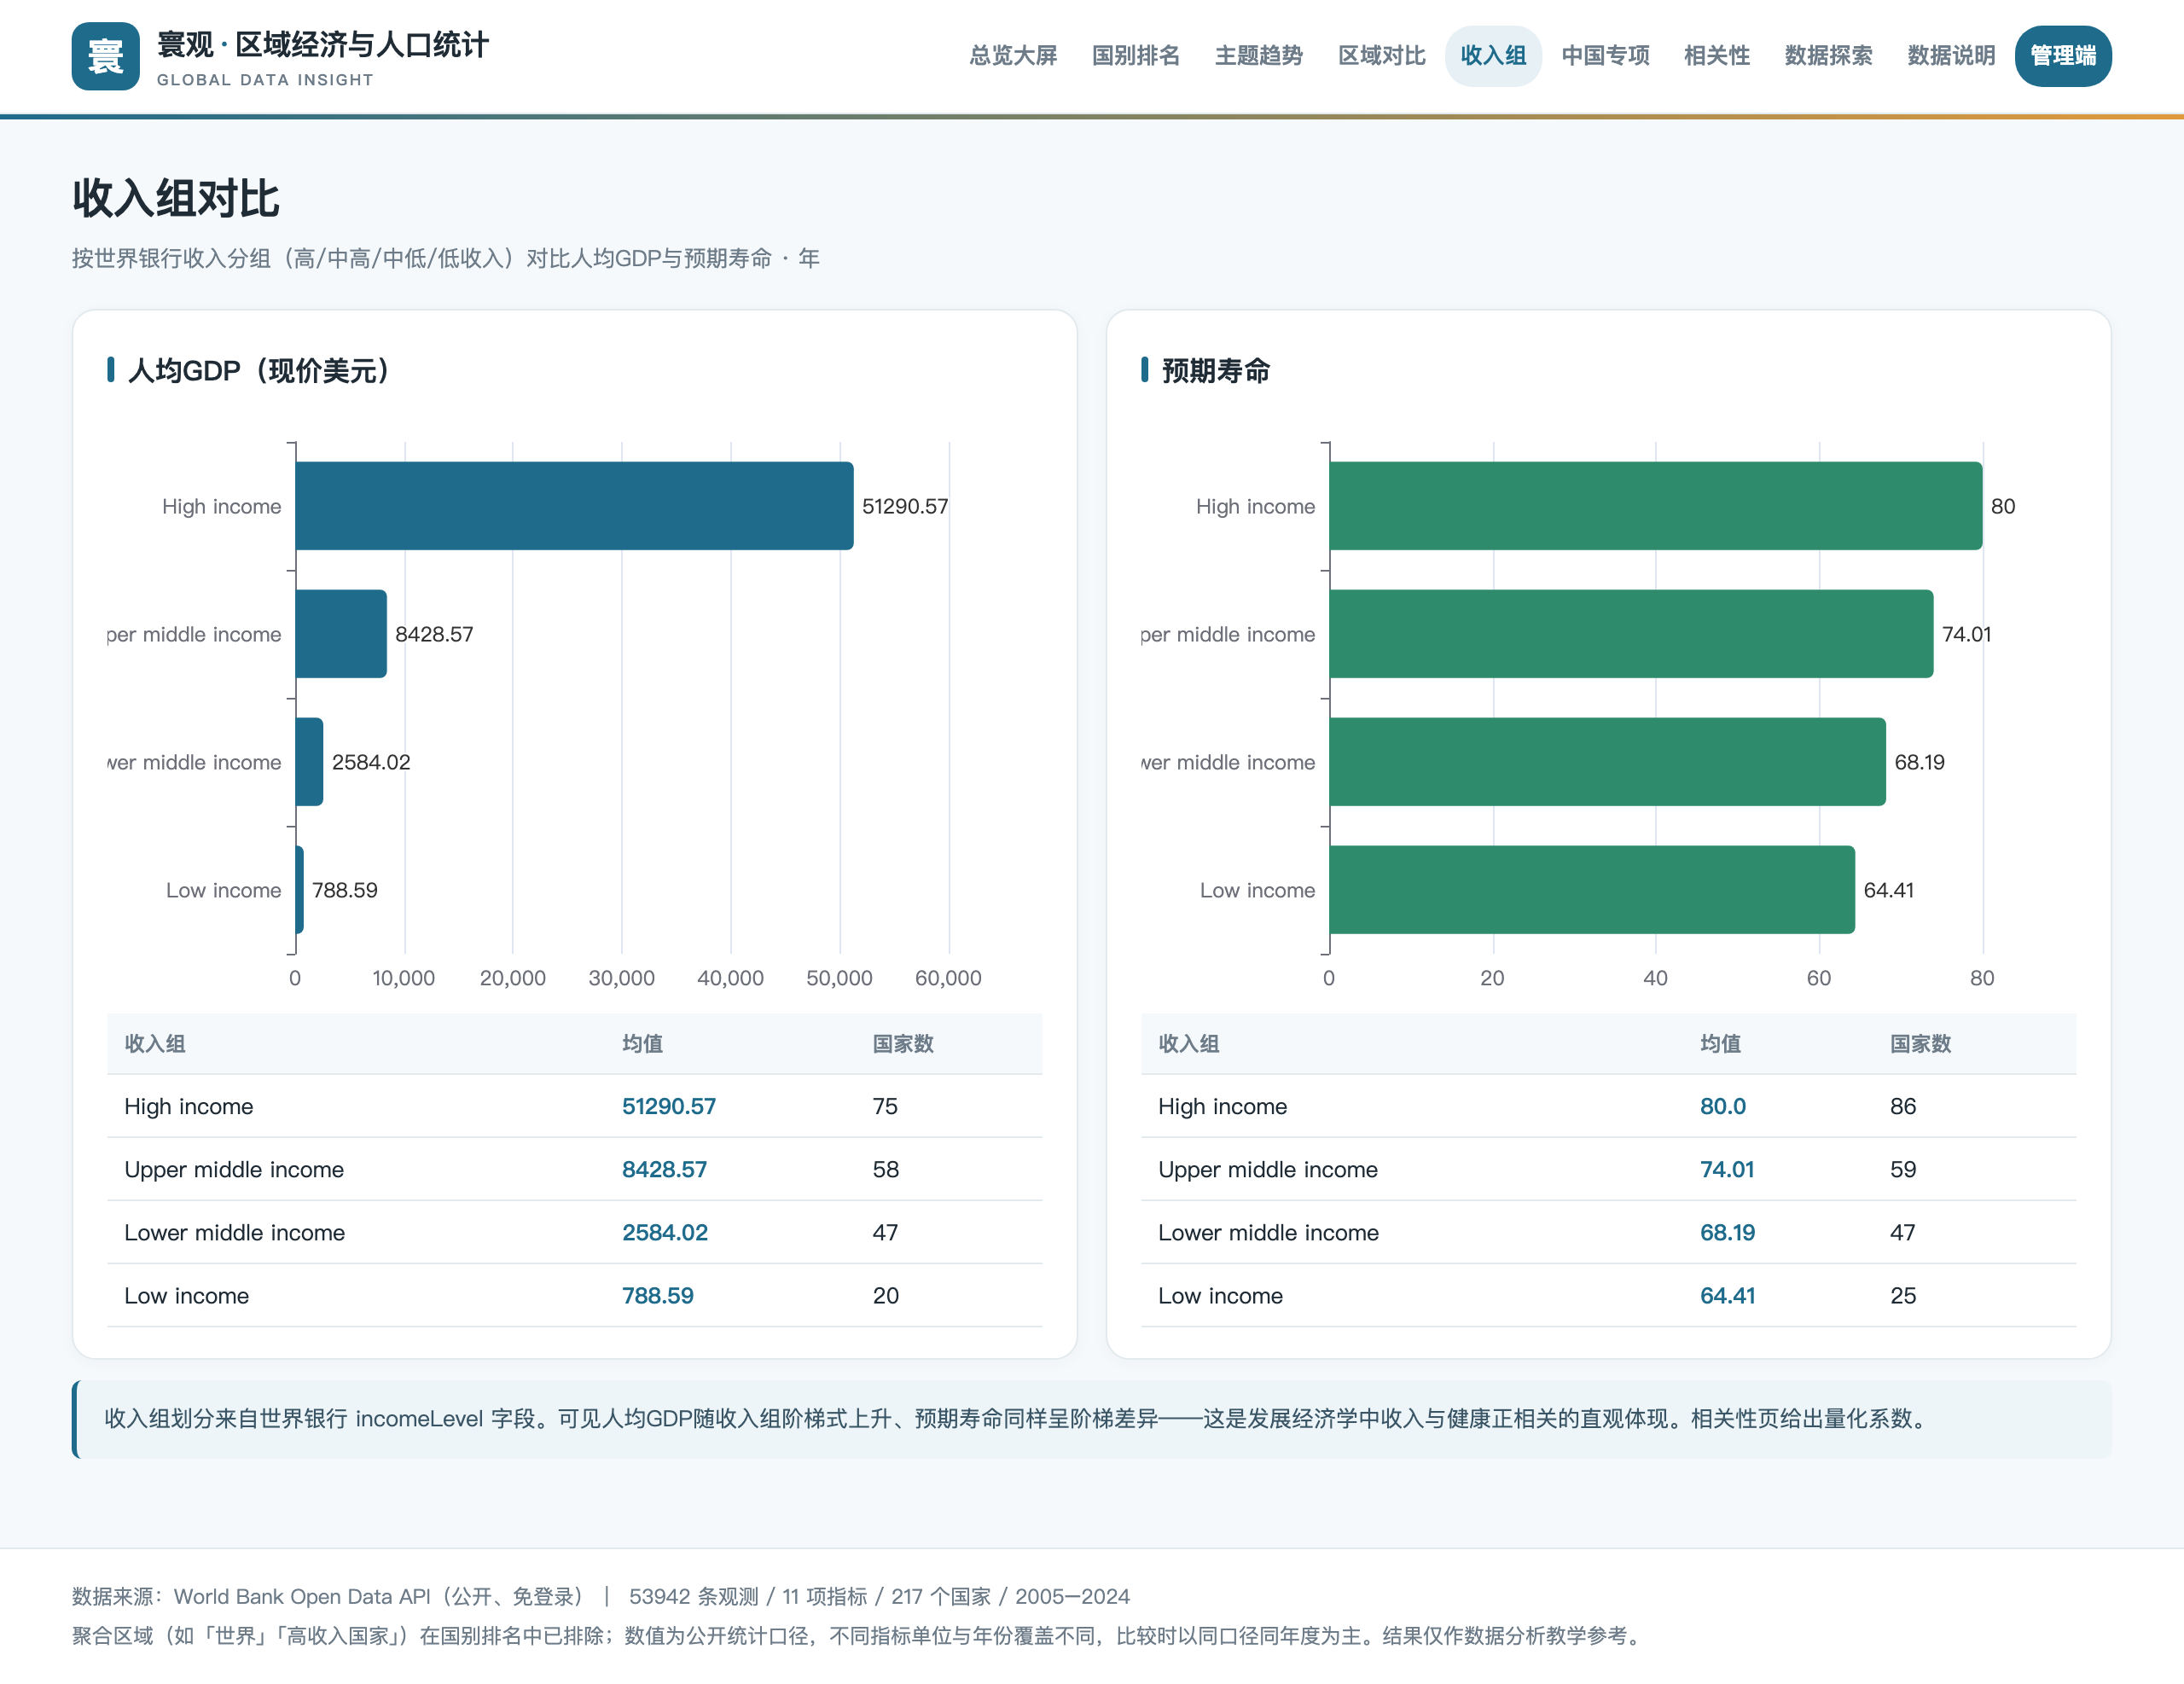 寰
寰观·区域经济与人口统计
GLOBAL DATA INSIGHT
总览大屏 国别排名 主题趋势 区域对比 收入组 中国专项 相关性 数据探索 数据说明 管理端
收入组对比
按世界银行收入分组（高/中高/中低/低收入）对比人均GDP与预期寿命 · 年
人均GDP（现价美元）
High income 51290.57
per middle income 8428.57
wer middle income 2584.02
Low income 788.59
0 10,000 20,000 30,000 40,000 50,000 60,000
收入组 均值 国家数
High income 51290.57 75
Upper middle income 8428.57 58
Lower middle income 2584.02 47
Low income 788.59 20
预期寿命
High income 80
per middle income 74.01
wer middle income 68.19
Low income 64.41
0 20 40 60 80
收入组 均值 国家数
High income 80.0 86
Upper middle income 74.01 59
Lower middle income 68.19 47
Low income 64.41 25
收入组划分来自世界银行 incomeLevel 字段。可见人均GDP随收入组阶梯式上升、预期寿命同样呈阶梯差异——这是发展经济学中收入与健康正相关的直观体现。相关性页给出量化系数。
数据来源：World Bank Open Data API（公开、免登录） | 53942 条观测 / 11 项指标 / 217 个国家 / 2005—2024
聚合区域（如「世界」「高收入国家」）在国别排名中已排除；数值为公开统计口径，不同指标单位与年份覆盖不同，比较时以同口径同年度为主。结果仅作数据分析教学参考。